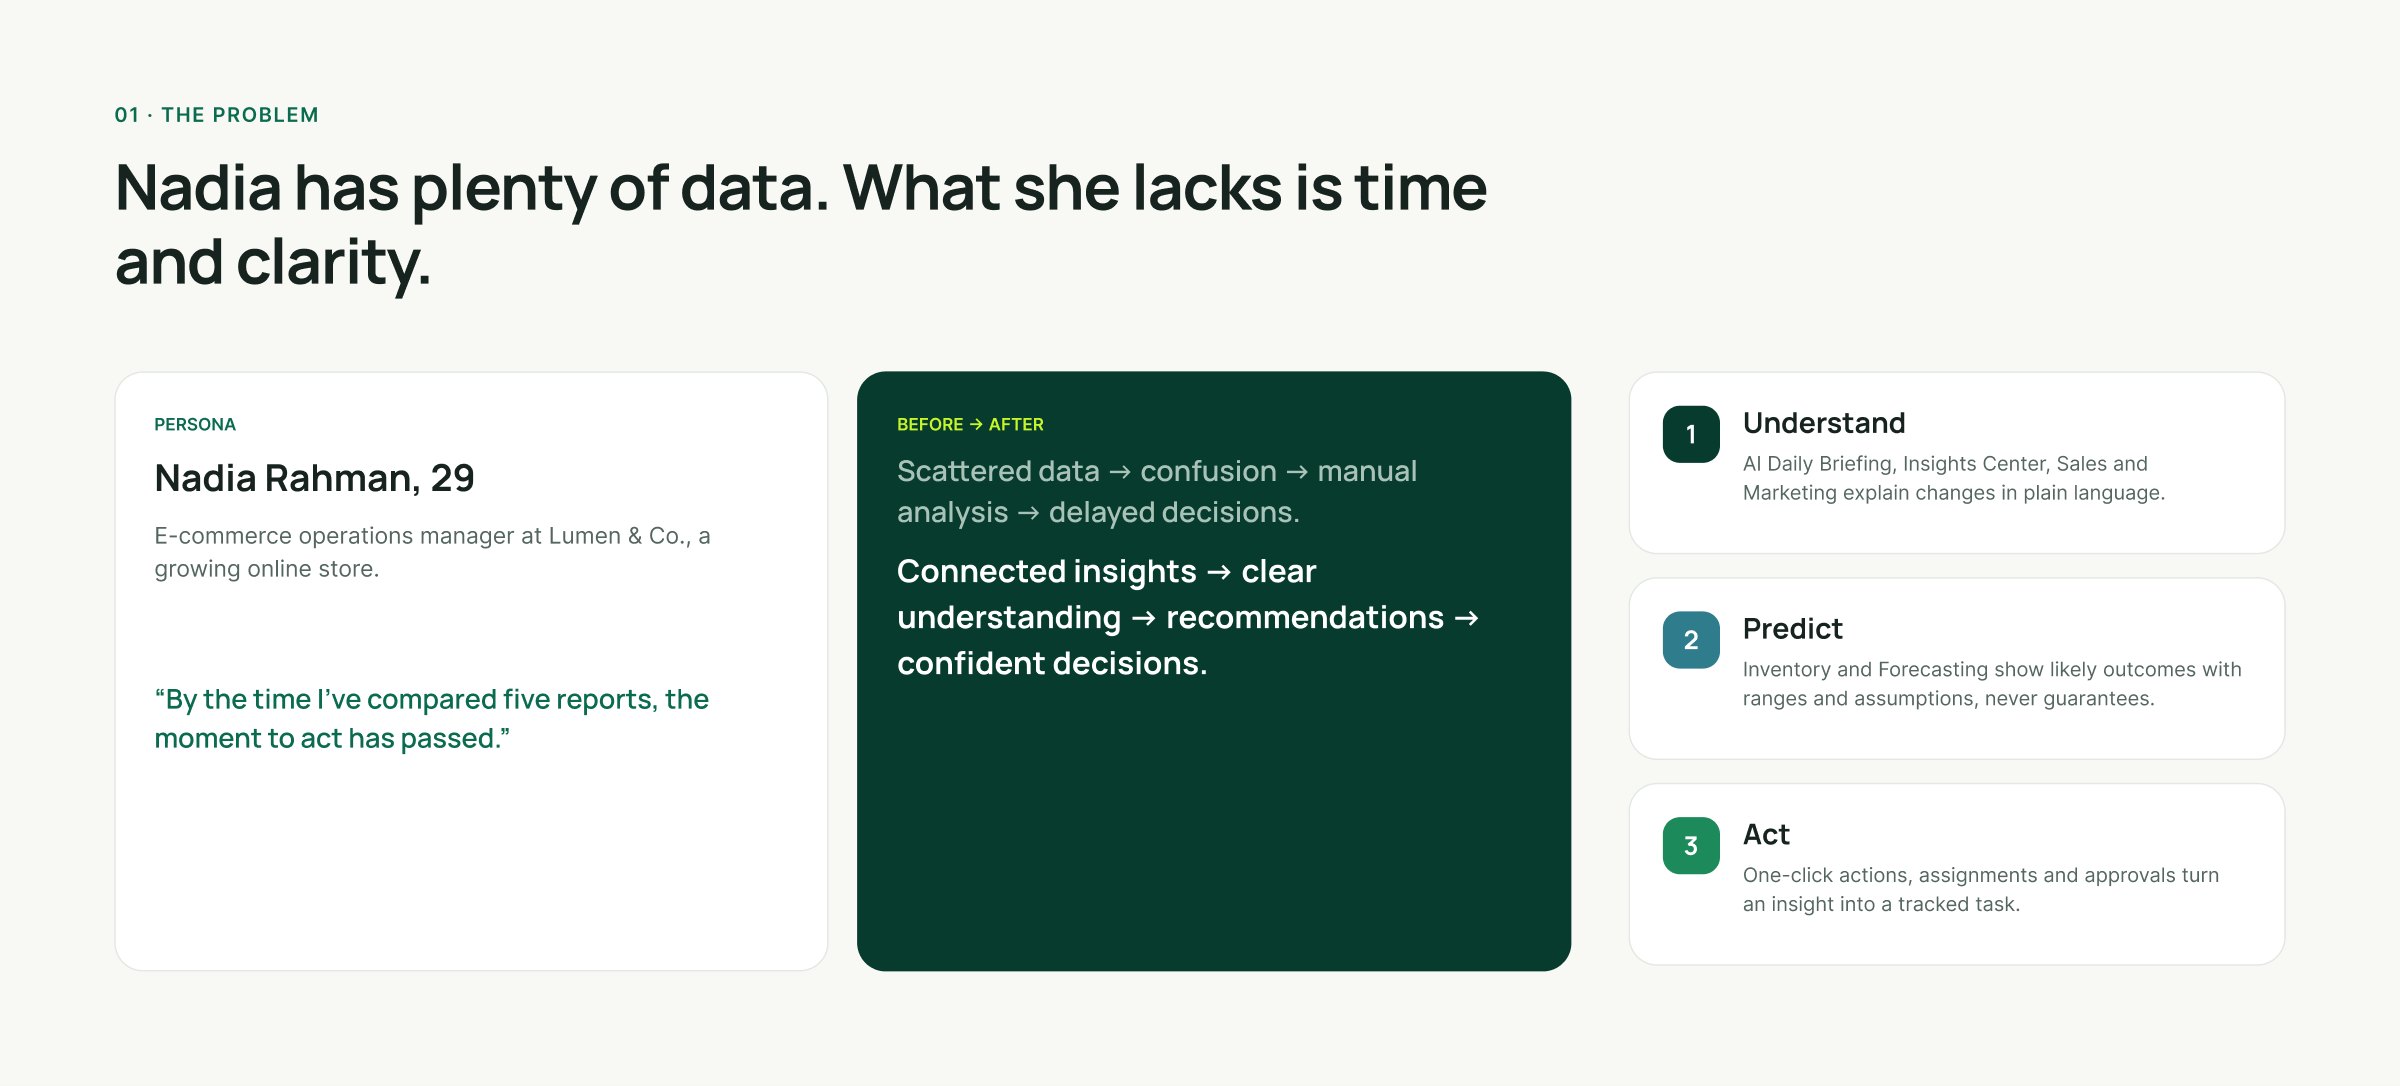 01 · THE PROBLEM
Nadia has plenty of data. What she lacks is time
and clarity.
PERSONA
Nadia Rahman, 29
E-commerce operations manager at Lumen & Co., a
growing online store.
“By the time I’ve compared five reports, the
moment to act has passed.”
BEFORE → AFTER
Scattered data → confusion → manual
analysis → delayed decisions.
Connected insights → clear
understanding → recommendations →
confident decisions.
1
Understand
AI Daily Briefing, Insights Center, Sales and
Marketing explain changes in plain language.
2
Predict
Inventory and Forecasting show likely outcomes with
ranges and assumptions, never guarantees.
3
Act
One-click actions, assignments and approvals turn
an insight into a tracked task.